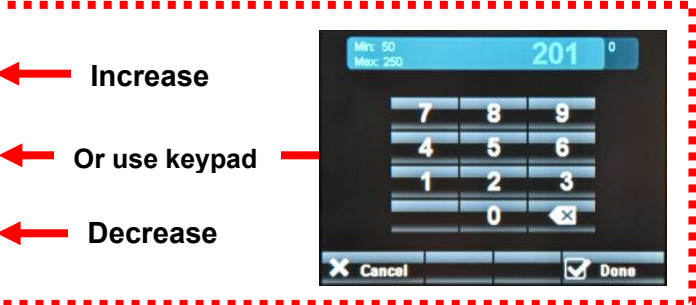 Increase
Or use keypad
Decrease
Min: 50
Max: 250
201
0
7 8 9
4 5 6
1 2 3
0
Cancel
Done